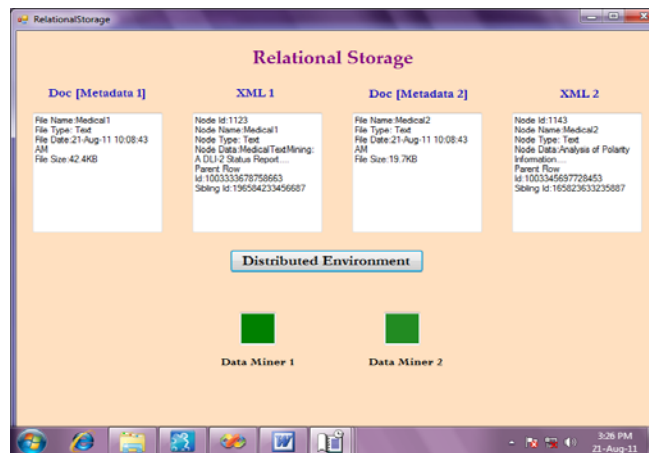 RelationalStorage
Relational Storage
Doc [Metadata 1]
XML 1
Doc [Metadata 2]
XML 2
File Name:Medical1
File Type: Text
File Date:21-Aug-11 10:08:43
AM
File Size:42.4KB
Node Id:1123
Node Name:Medical1
Node Type: Text
Node Data:MedicalTextMining:
A DLI-2 Status Report....
Parent Row
Id:1003333678758663
Sibling Id:196584233456687
File Name:Medical2
File Type: Text
File Date:21-Aug-11 10:08:43
AM
File Size:19.7KB
Node Id:1143
Node Name:Medical2
Node Type: Text
Node Data:Analysis of Polarity
Information....
Parent Row
Id:1003345697728453
Sibling Id:165823633235887
Distributed Environment
Data Miner 1
Data Miner 2
3:26 PM
21-Aug-11